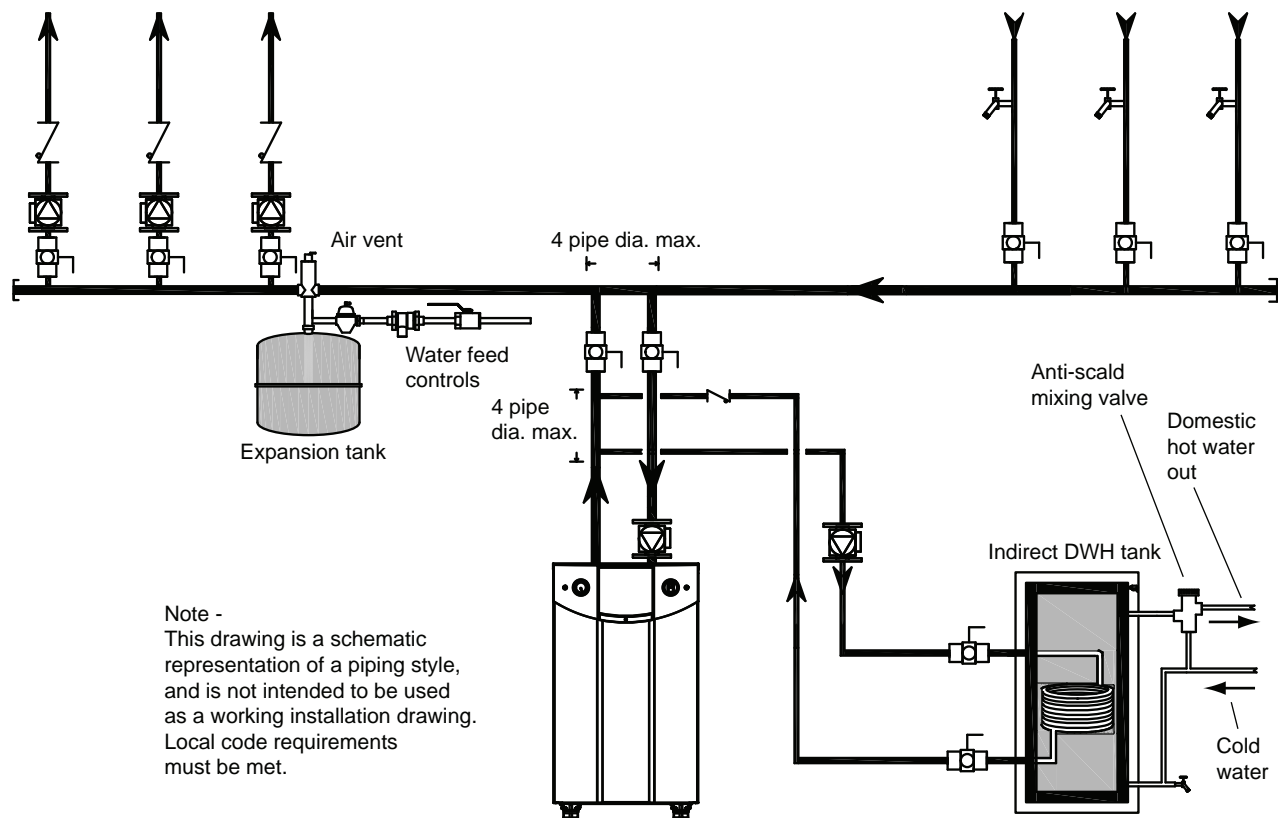 Air vent
4 pipe dia. max.
Water feed
controls
4 pipe
dia. max.
Expansion tank
Anti-scald
mixing valve
Domestic
hot water
out
Indirect DWH tank
Note -
This drawing is a schematic
representation of a piping style,
and is not intended to be used
as a working installation drawing.
Local code requirements
must be met.
Cold
water